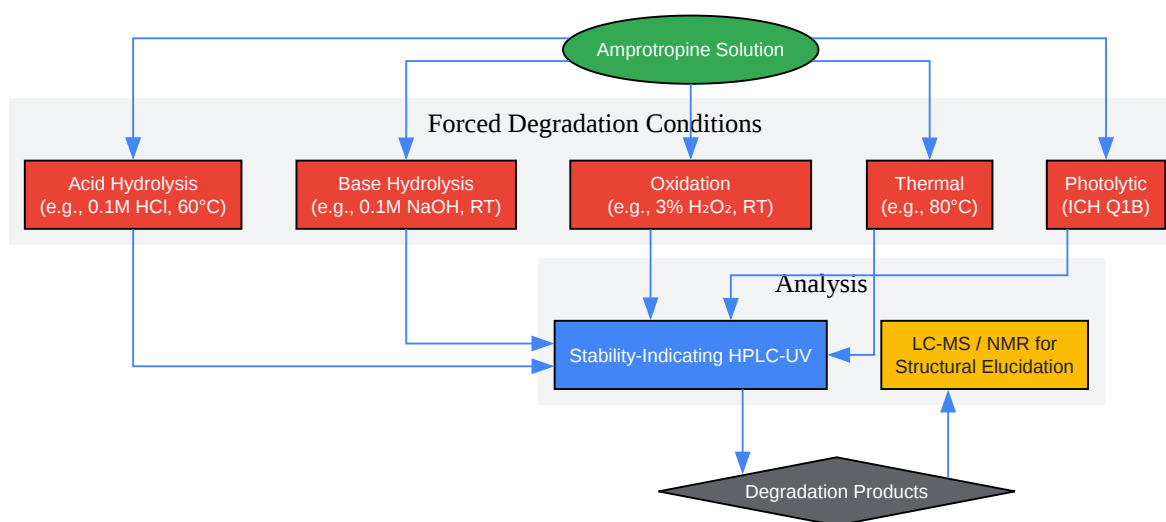 Amprotropine Solution
Forced Degradation Conditions
Acid Hydrolysis
(e.g., 0.1M HCl, 60°C)
Base Hydrolysis
(e.g., 0.1M NaOH, RT)
Oxidation
(e.g., 3% H₂O₂, RT)
Thermal
(e.g., 80°C)
Photolytic
(ICH Q1B)
Analysis
Stability-Indicating HPLC-UV
LC-MS / NMR for
Structural Elucidation
Degradation Products